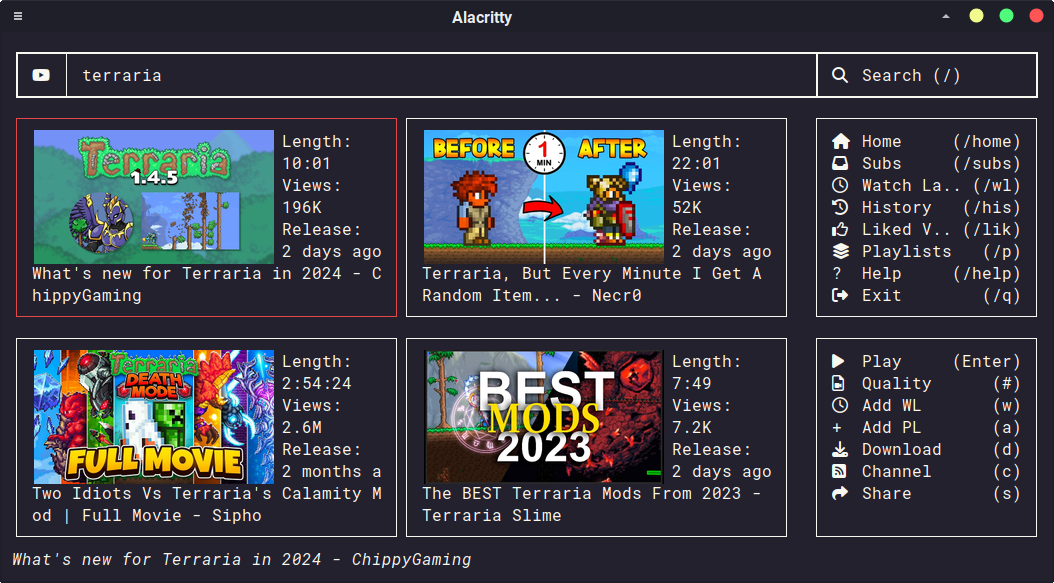 Alacritty
terraria
Search (/)
Terraria
1.4.5
Length:
10:01
Views:
196K
Release:
2 days ago
What's new for Terraria in 2024 - C
hippyGaming
BEFORE
1
MIN
AFTER
Length:
22:01
Views:
52K
Release:
2 days ago
Terraria, But Every Minute I Get A
Random Item... - Necr0
Home (/home)
Subs (/subs)
Watch La.. (/wl)
History (/his)
Liked V.. (/lik)
Playlists (/p)
? Help (/help)
Exit (/q)
Terraria
DEATH
MODE
FULL MOVIE
Length:
2:54:24
Views:
2.6M
Release:
2 months a
Two Idiots Vs Terraria's Calamity M
od | Full Movie - Sipho
BEST
MODS
2023
Length:
7:49
Views:
7.2K
Release:
2 days ago
The BEST Terraria Mods From 2023 -
Terraria Slime
Play (Enter)
Quality (#)
Add WL (w)
+ Add PL (a)
Download (d)
Channel (c)
Share (s)
What's new for Terraria in 2024 - ChippyGaming